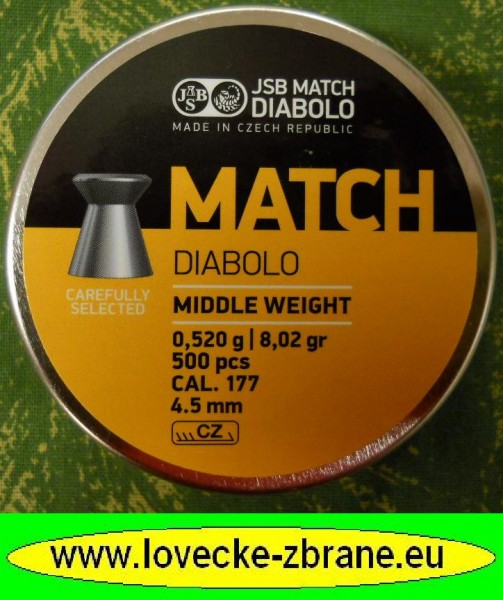 JSB
JSB MATCH
DIABOLO
MADE IN CZECH REPUBLIC
MATCH
DIABOLO
CAREFULLY
SELECTED
MIDDLE WEIGHT
0,520 g | 8,02 gr
500 pcs
CAL. 177
4.5 mm
CZ
www.lovecke-zbrane.eu